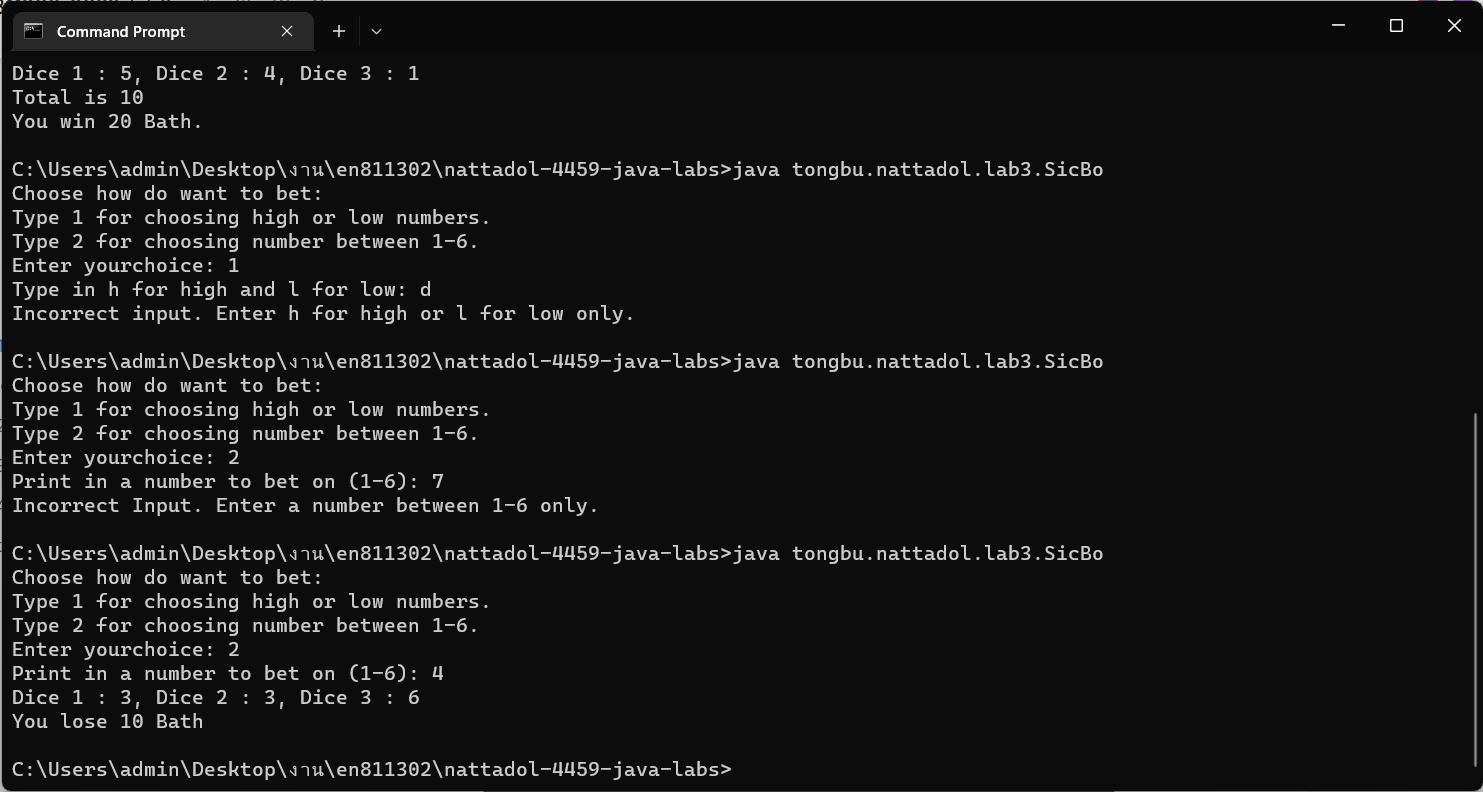 Command Prompt
Dice 1 : 5, Dice 2 : 4, Dice 3 : 1
Total is 10
You win 20 Bath.
C:\Users\admin\Desktop\งาน\en811302\nattadol-4459-java-labs>java tongbu.nattadol.lab3.SicBo
Choose how do want to bet:
Type 1 for choosing high or low numbers.
Type 2 for choosing number between 1-6.
Enter yourchoice: 1
Type in h for high and l for low: d
Incorrect input. Enter h for high or l for low only.
C:\Users\admin\Desktop\งาน\en811302\nattadol-4459-java-labs>java tongbu.nattadol.lab3.SicBo
Choose how do want to bet:
Type 1 for choosing high or low numbers.
Type 2 for choosing number between 1-6.
Enter yourchoice: 2
Print in a number to bet on (1-6): 7
Incorrect Input. Enter a number between 1-6 only.
C:\Users\admin\Desktop\งาน\en811302\nattadol-4459-java-labs>java tongbu.nattadol.lab3.SicBo
Choose how do want to bet:
Type 1 for choosing high or low numbers.
Type 2 for choosing number between 1-6.
Enter yourchoice: 2
Print in a number to bet on (1-6): 4
Dice 1 : 3, Dice 2 : 3, Dice 3 : 6
You lose 10 Bath
C:\Users\admin\Desktop\งาน\en811302\nattadol-4459-java-labs>